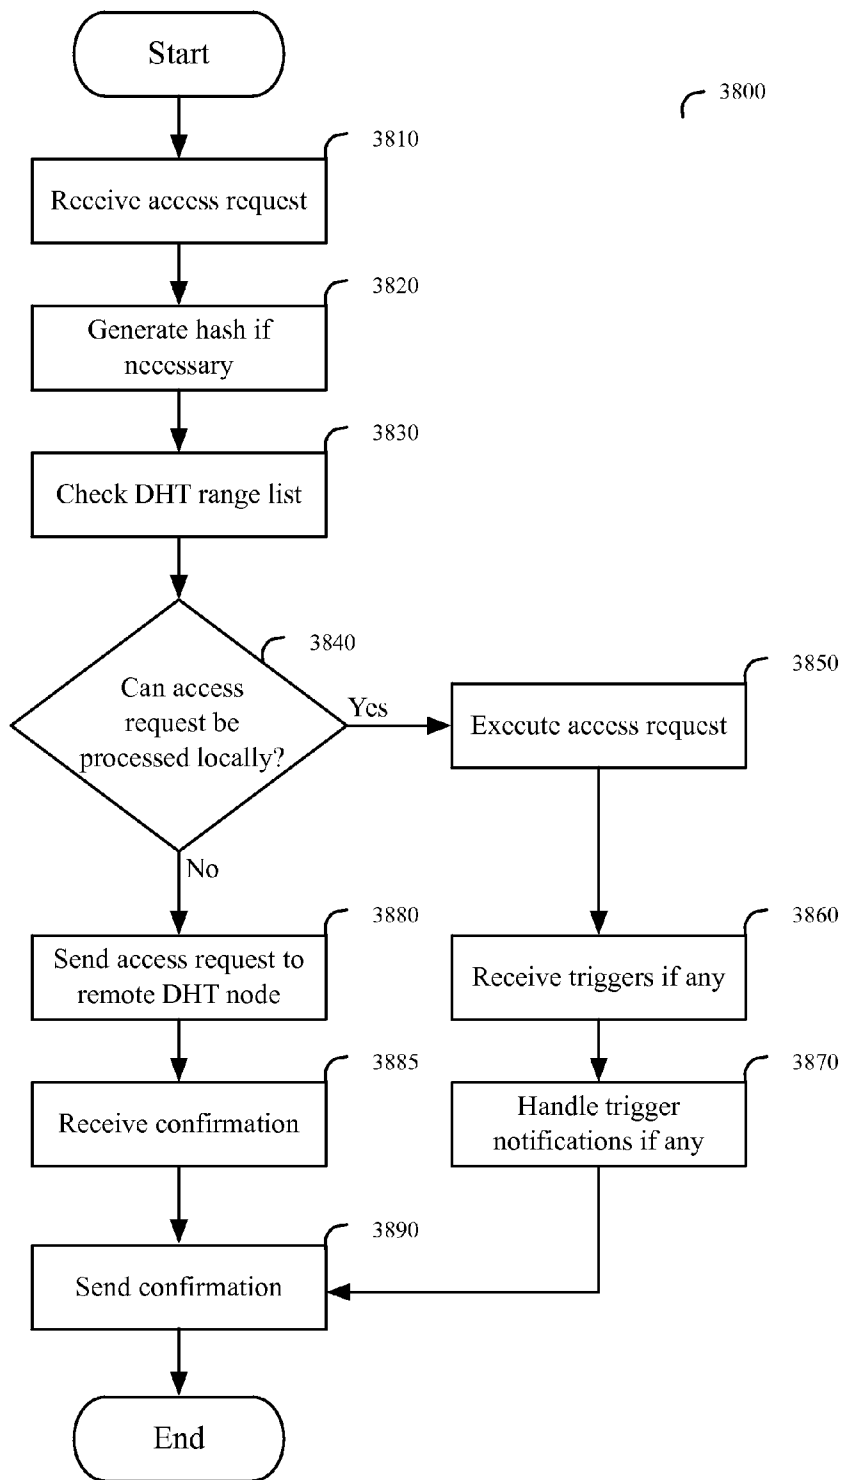 Start
3800
3810
Receive access request
3820
Generate hash if
necessary
3830
Check DHT range list
3840
Can access
request be
processed locally?
Yes
3850
Execute access request
No
3880
Send access request to
remote DHT node
3860
Receive triggers if any
3885
Receive confirmation
3870
Handle trigger
notifications if any
3890
Send confirmation
End